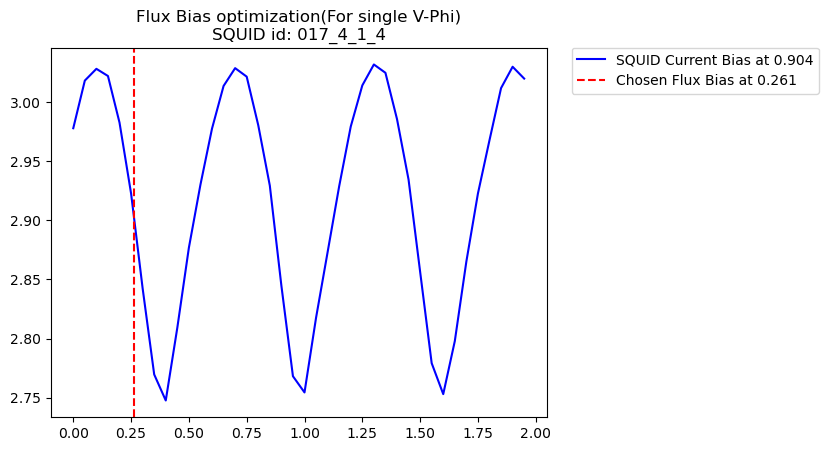 Flux Bias optimization(For single V-Phi)
SQUID id: 017_4_1_4
SQUID Current Bias at 0.904
Chosen Flux Bias at 0.261
3.00
2.95
2.90
2.85
2.80
2.75
0.00 0.25 0.50 0.75 1.00 1.25 1.50 1.75 2.00